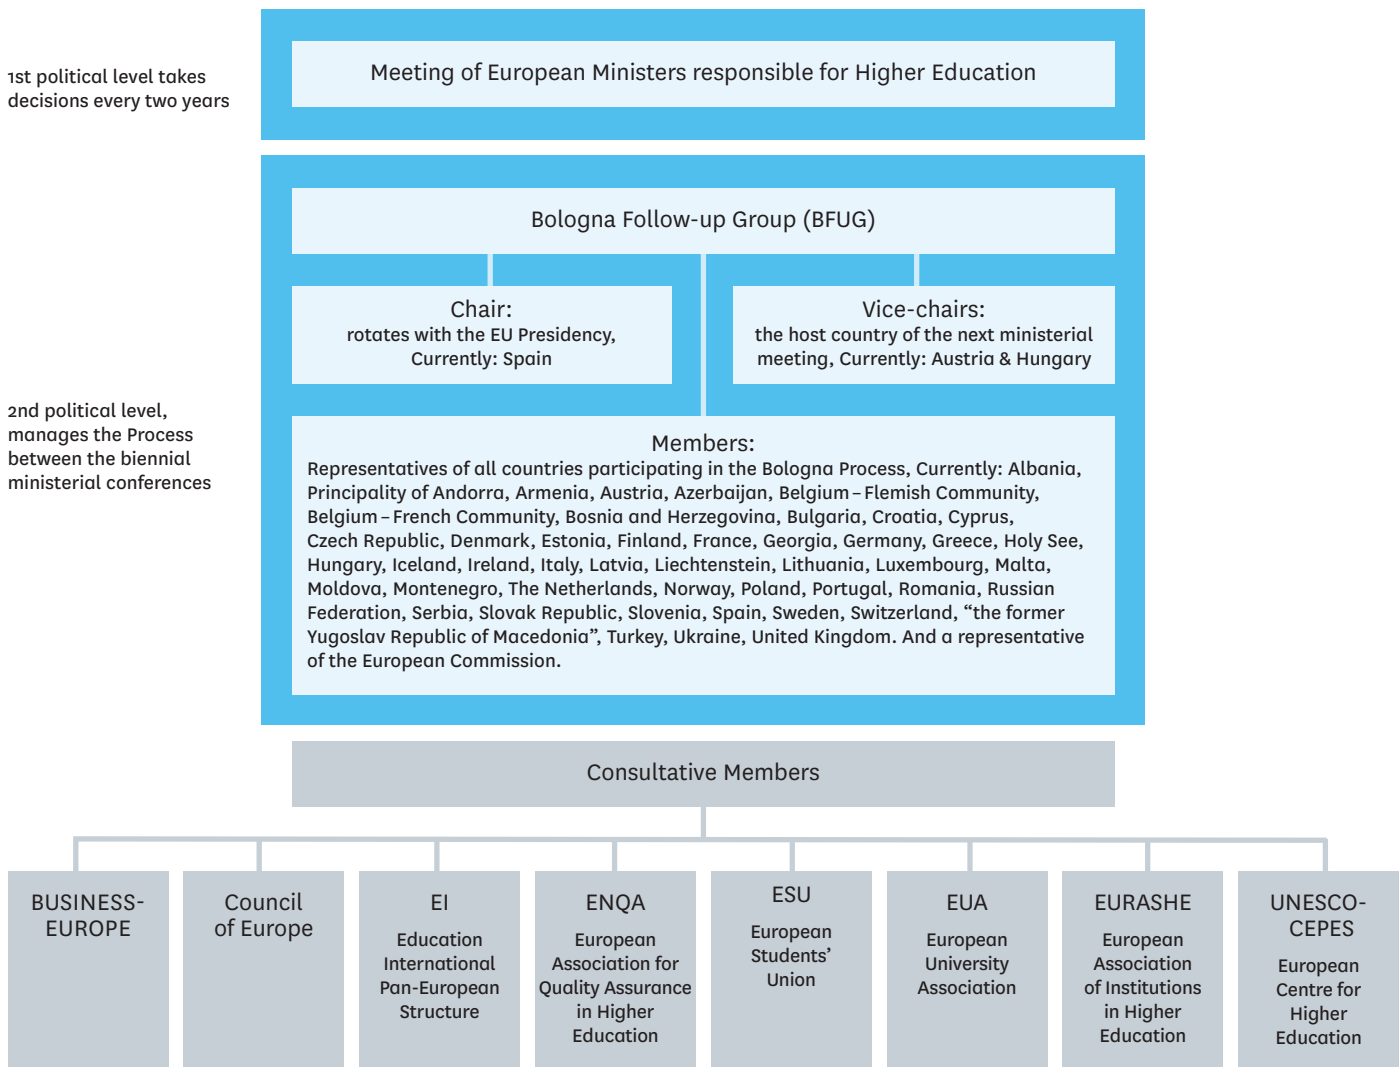 1st political level takes
decisions every two years
Meeting of European Ministers responsible for Higher Education
Bologna Follow-up Group (BFUG)
Chair:
rotates with the EU Presidency,
Currently: Spain
Vice-chairs:
the host country of the next ministerial
meeting, Currently: Austria & Hungary
2nd political level,
manages the Process
between the biennial
ministerial conferences
Members:
Representatives of all countries participating in the Bologna Process, Currently: Albania,
Principality of Andorra, Armenia, Austria, Azerbaijan, Belgium – Flemish Community,
Belgium – French Community, Bosnia and Herzegovina, Bulgaria, Croatia, Cyprus,
Czech Republic, Denmark, Estonia, Finland, France, Georgia, Germany, Greece, Holy See,
Hungary, Iceland, Ireland, Italy, Latvia, Liechtenstein, Lithuania, Luxembourg, Malta,
Moldova, Montenegro, The Netherlands, Norway, Poland, Portugal, Romania, Russian
Federation, Serbia, Slovak Republic, Slovenia, Spain, Sweden, Switzerland, “the former
Yugoslav Republic of Macedonia”, Turkey, Ukraine, United Kingdom. And a representative
of the European Commission.
Consultative Members
BUSINESS-
EUROPE
Council
of Europe
EI
Education
International
Pan-European
Structure
ENQA
European
Association for
Quality Assurance
in Higher
Education
ESU
European
Students’
Union
EUA
European
University
Association
EURASHE
European
Association
of Institutions
in Higher
Education
UNESCO-
CEPES
European
Centre for
Higher
Education